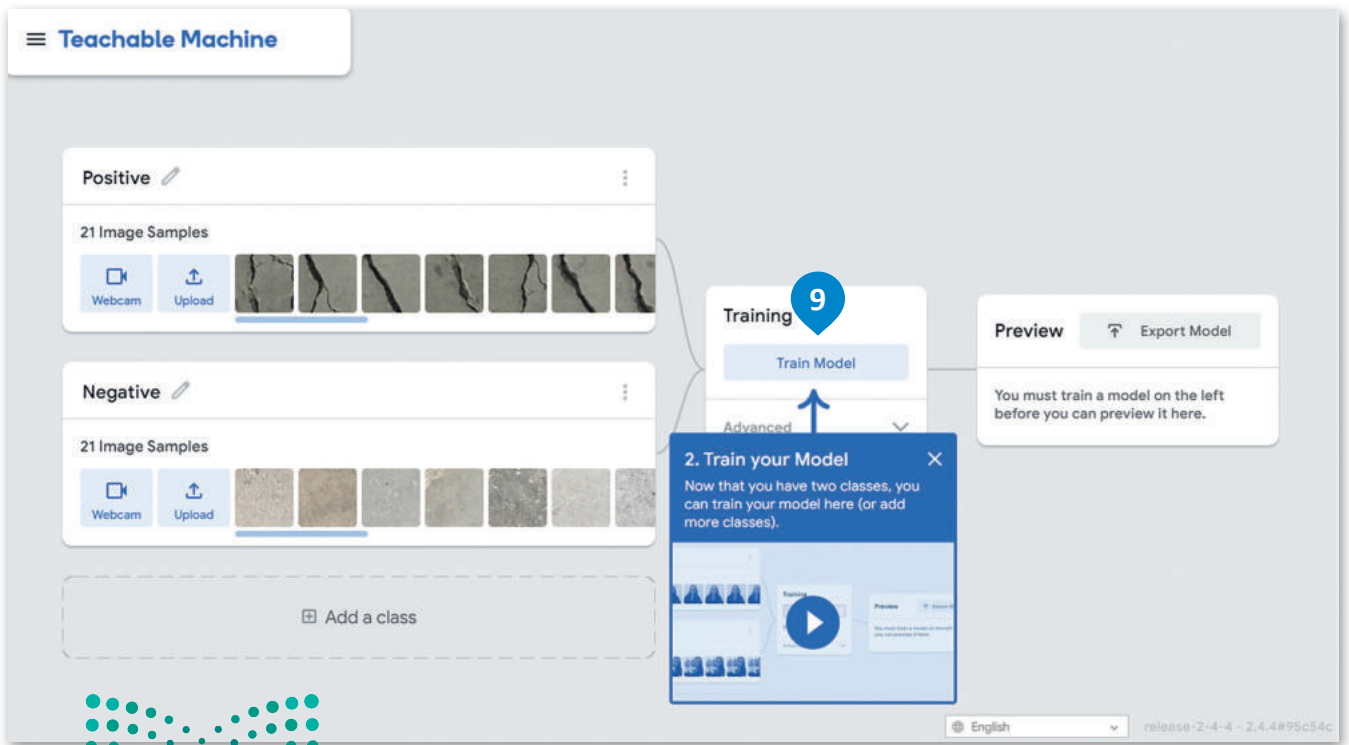 Teachable Machine
Positive
21 Image Samples
Webcam
Upload
Negative
21 Image Samples
Webcam
Upload
Add a class
Training
9
Train Model
Advanced
2. Train your Model
Now that you have two classes, you
can train your model here (or add
more classes).
Training
Preview
Preview
Export Model
You must train a model on the left
before you can preview it here.
English
release-2-4-4 - 2.4.4#95c54c